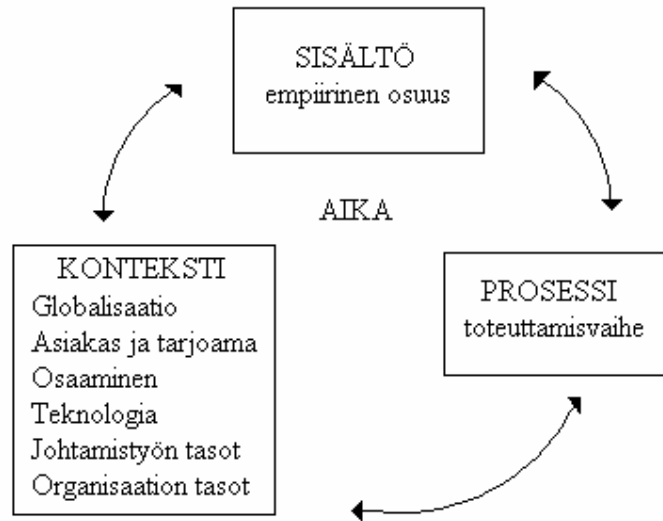 SISÄLTÖ
empiirinen osuus
AIKA
KONTEKSTI
Globalisaatio
Asiakas ja tarjoama
Osaaminen
Teknologia
Johtamistyön tasot
Organisaation tasot
PROSESSI
toteuttamisvaihe